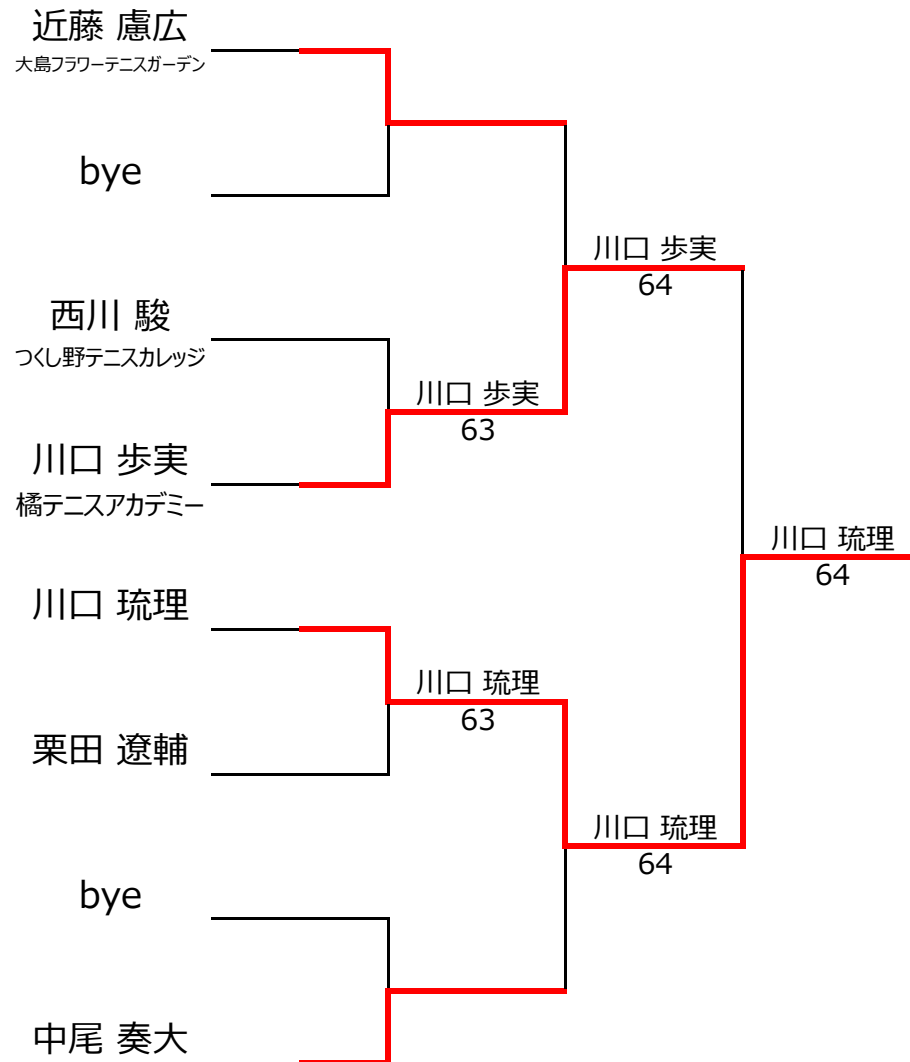 近藤 慮広
大島フラワーテニスガーデン
bye
西川 駿
つくし野テニスカレッジ
川口 歩実
橘テニスアカデミー
川口 琉理
栗田 遼輔
bye
中尾 奏大
川口 歩実
63
川口 琉理
63
川口 歩実
64
川口 琉理
64
川口 琉理
64